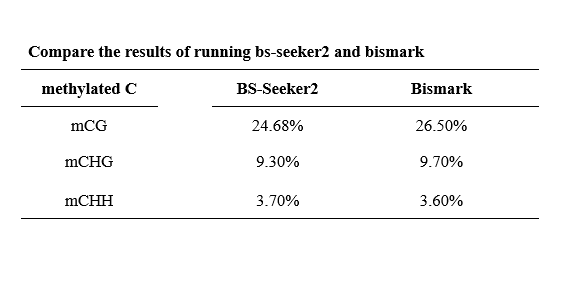 Compare the results of running bs-seeker2 and bismark
methylated C BS-Seeker2 Bismark
mCG 24.68% 26.50%
mCHG 9.30% 9.70%
mCHH 3.70% 3.60%